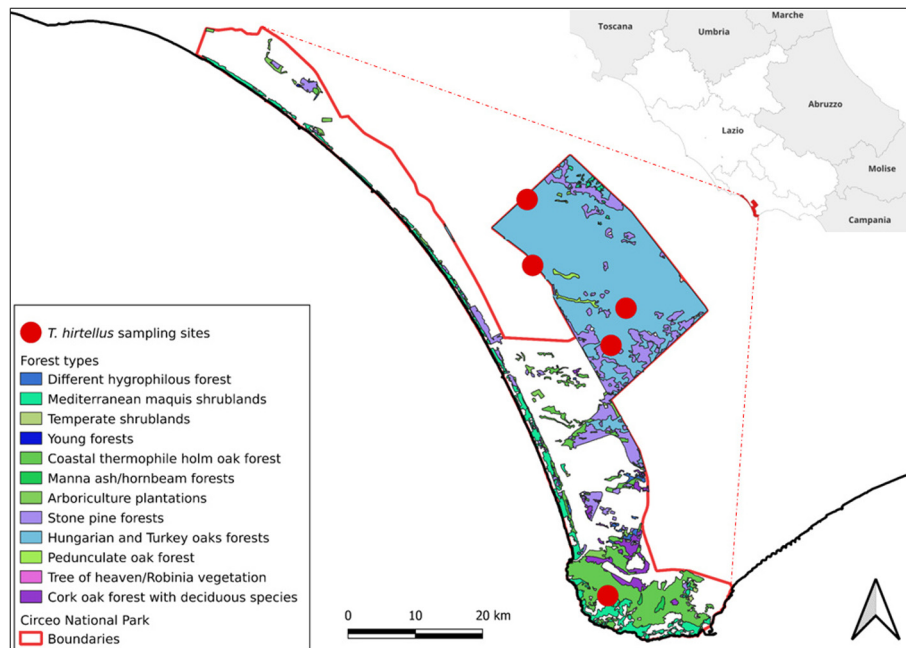 Marche
Toscana
Umbria
Abruzzo
Lazio
Molise
Campania
T. hirtellus sampling sites
Forest types
Different hygrophilous forest
Mediterranean maquis shrublands
Temperate shrublands
Young forests
Coastal thermophile holm oak forest
Manna ash/hornbeam forests
Arboriculture plantations
Stone pine forests
Hungarian and Turkey oaks forests
Pedunculate oak forest
Tree of heaven/Robinia vegetation
Cork oak forest with deciduous species
Circeo National Park
Boundaries
0 10 20 km